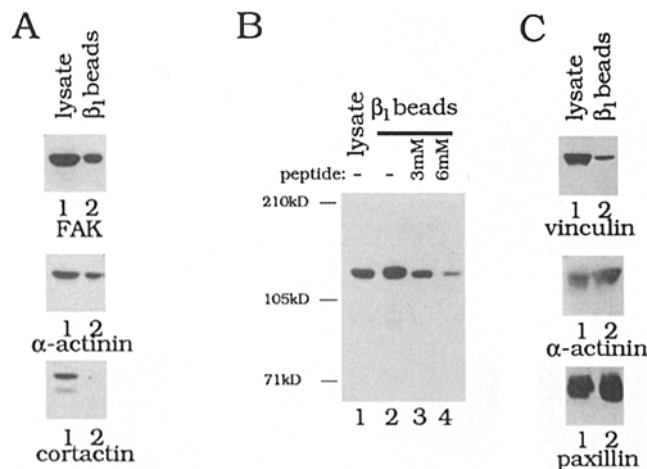 A
lysate
β1 beads
1 2
FAK
1 2
α-actinin
1 2
cortactin
B
lysate
β1 beads
peptide: - - 3mM 6mM
210kD
105kD
71kD
1 2 3 4
C
lysate
β1 beads
1 2
vinculin
1 2
α-actinin
1 2
paxillin